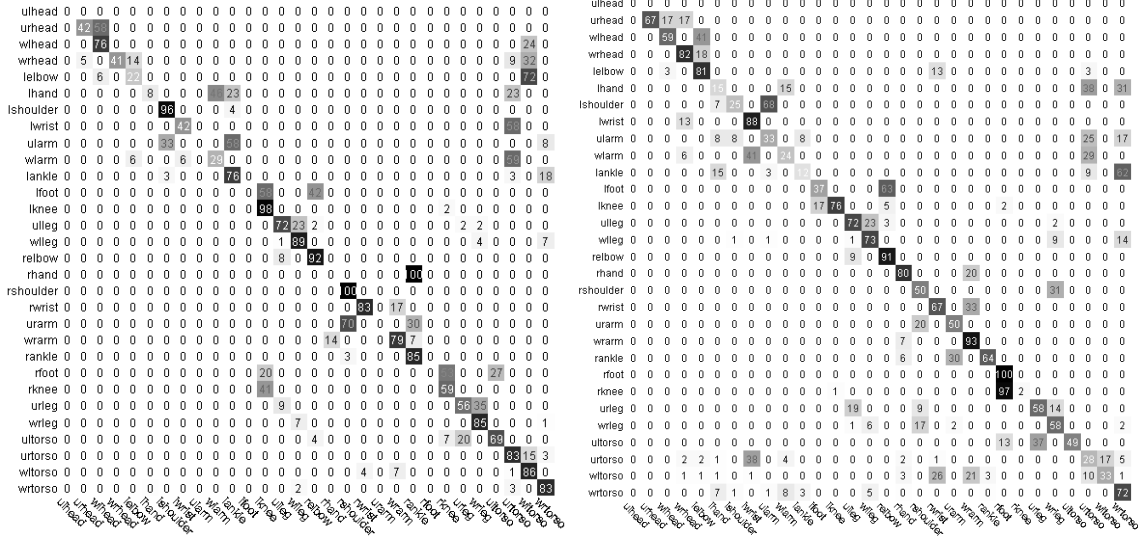 ulhead 0 0 0 0 0 0 0 0 0 0 0 0 0 0 0 0 0 0 0 0 0 0 0 0 0 0 0 0 0 0
urhead 0 42 58 0 0 0 0 0 0 0 0 0 0 0 0 0 0 0 0 0 0 0 0 0 0 0 0 0 0 0
wlhead 0 0 76 0 0 0 0 0 0 0 0 0 0 0 0 0 0 0 0 0 0 0 0 0 0 0 0 0 24 0
wrhead 0 5 0 41 14 0 0 0 0 0 0 0 0 0 0 0 0 0 0 0 0 0 0 0 0 0 0 9 32 0
lelbow 0 0 6 0 22 0 0 0 0 0 0 0 0 0 0 0 0 0 0 0 0 0 0 0 0 0 0 0 72 0
lhand 0 0 0 0 0 8 0 0 0 46 23 0 0 0 0 0 0 0 0 0 0 0 0 0 0 0 0 23 0 0
lshoulder 0 0 0 0 0 0 96 0 0 0 4 0 0 0 0 0 0 0 0 0 0 0 0 0 0 0 0 0 0 0
lwrist 0 0 0 0 0 0 0 42 0 0 0 0 0 0 0 0 0 0 0 0 0 0 0 0 0 0 0 58 0 0
ularm 0 0 0 0 0 0 33 0 0 0 58 0 0 0 0 0 0 0 0 0 0 0 0 0 0 0 0 0 0 8
wlarm 0 0 0 0 6 0 0 6 0 29 0 0 0 0 0 0 0 0 0 0 0 0 0 0 0 0 0 59 0 0
lankle 0 0 0 0 0 0 3 0 0 0 76 0 0 0 0 0 0 0 0 0 0 0 0 0 0 0 0 3 0 18
lfoot 0 0 0 0 0 0 0 0 0 0 0 0 58 0 0 42 0 0 0 0 0 0 0 0 0 0 0 0 0 0
lknee 0 0 0 0 0 0 0 0 0 0 0 0 98 0 0 0 0 0 0 0 0 0 0 2 0 0 0 0 0 0
ulleg 0 0 0 0 0 0 0 0 0 0 0 0 0 72 23 2 0 0 0 0 0 0 0 0 2 2 0 0 0 0
wlleg 0 0 0 0 0 0 0 0 0 0 0 0 0 1 89 0 0 0 0 0 0 0 0 0 0 4 0 0 0 7
relbow 0 0 0 0 0 0 0 0 0 0 0 0 0 8 0 92 0 0 0 0 0 0 0 0 0 0 0 0 0 0
rhand 0 0 0 0 0 0 0 0 0 0 0 0 0 0 0 0 0 0 0 0 0 100 0 0 0 0 0 0 0 0
rshoulder 0 0 0 0 0 0 0 0 0 0 0 0 0 0 0 0 0 100 0 0 0 0 0 0 0 0 0 0 0 0
rwrist 0 0 0 0 0 0 0 0 0 0 0 0 0 0 0 0 0 0 83 0 17 0 0 0 0 0 0 0 0 0
urarm 0 0 0 0 0 0 0 0 0 0 0 0 0 0 0 0 0 70 0 0 0 30 0 0 0 0 0 0 0 0
wrarm 0 0 0 0 0 0 0 0 0 0 0 0 0 0 0 0 14 0 0 0 79 7 0 0 0 0 0 0 0 0
rankle 0 0 0 0 0 0 0 0 0 0 0 0 0 0 0 0 0 3 0 0 0 85 0 0 0 0 0 0 0 0
rfoot 0 0 0 0 0 0 0 0 0 0 0 0 20 0 0 0 0 0 0 0 0 0 0 0 0 27 0 0 0
rknee 0 0 0 0 0 0 0 0 0 0 0 0 41 0 0 0 0 0 0 0 0 0 0 59 0 0 0 0 0 0
urleg 0 0 0 0 0 0 0 0 0 0 0 0 0 9 0 0 0 0 0 0 0 0 0 0 56 35 0 0 0 0
wrleg 0 0 0 0 0 0 0 0 0 0 0 0 0 0 7 0 0 0 0 0 0 0 0 0 0 85 0 0 0 1
ultorso 0 0 0 0 0 0 0 0 0 0 0 0 0 0 0 4 0 0 0 0 0 0 0 7 20 0 69 0 0 0
urtorso 0 0 0 0 0 0 0 0 0 0 0 0 0 0 0 0 0 0 0 0 0 0 0 0 0 0 0 83 15 3
wltorso 0 0 0 0 0 0 0 0 0 0 0 0 0 0 0 0 0 0 4 0 7 0 0 0 0 0 0 1 86 0
wrtorso 0 0 0 0 0 0 0 0 0 0 0 0 0 0 2 0 0 0 0 0 0 0 0 0 0 0 0 3 0 83
ulhead urhead wlhead wrhead lelbow lhand lshoulder lwrist ularm wlarm lankle lfoot lknee ulleg wlleg relbow rhand rshoulder rwrist urarm wrarm rankle rfoot rknee urleg wrleg ultorso urtorso wltorso wrtorso
ulhead 0 0 0 0 0 0 0 0 0 0 0 0 0 0 0 0 0 0 0 0 0 0 0 0 0 0 0 0 0 0
urhead 0 67 17 17 0 0 0 0 0 0 0 0 0 0 0 0 0 0 0 0 0 0 0 0 0 0 0 0 0 0
wlhead 0 0 59 0 41 0 0 0 0 0 0 0 0 0 0 0 0 0 0 0 0 0 0 0 0 0 0 0 0 0
wrhead 0 0 0 82 18 0 0 0 0 0 0 0 0 0 0 0 0 0 0 0 0 0 0 0 0 0 0 0 0 0
lelbow 0 0 3 0 81 0 0 0 0 0 0 0 0 0 0 0 0 0 13 0 0 0 0 0 0 0 0 3 0 0
lhand 0 0 0 0 0 15 0 0 0 15 0 0 0 0 0 0 0 0 0 0 0 0 0 0 0 0 0 38 0 31
lshoulder 0 0 0 0 0 7 25 0 68 0 0 0 0 0 0 0 0 0 0 0 0 0 0 0 0 0 0 0 0 0
lwrist 0 0 0 13 0 0 0 88 0 0 0 0 0 0 0 0 0 0 0 0 0 0 0 0 0 0 0 0 0 0
ularm 0 0 0 0 0 8 8 0 33 0 8 0 0 0 0 0 0 0 0 0 0 0 0 0 0 0 0 25 0 17
wlarm 0 0 0 6 0 0 0 41 0 24 0 0 0 0 0 0 0 0 0 0 0 0 0 0 0 0 0 29 0 0
lankle 0 0 0 0 0 15 0 0 3 0 12 0 0 0 0 0 0 0 0 0 0 0 0 0 0 0 0 9 0 62
lfoot 0 0 0 0 0 0 0 0 0 0 0 37 0 0 0 63 0 0 0 0 0 0 0 0 0 0 0 0 0 0
lknee 0 0 0 0 0 0 0 0 0 0 0 17 76 0 0 5 0 0 0 0 0 0 2 0 0 0 0 0 0 0
ulleg 0 0 0 0 0 0 0 0 0 0 0 0 0 72 23 3 0 0 0 0 0 0 0 0 0 2 0 0 0 0
wlleg 0 0 0 0 0 0 1 0 1 0 0 0 0 1 73 0 0 0 0 0 0 0 0 0 0 9 0 0 0 14
relbow 0 0 0 0 0 0 0 0 0 0 0 0 0 9 0 91 0 0 0 0 0 0 0 0 0 0 0 0 0 0
rhand 0 0 0 0 0 0 0 0 0 0 0 0 0 0 0 0 80 0 0 0 20 0 0 0 0 0 0 0 0 0
rshoulder 0 0 0 0 0 0 0 0 0 0 0 0 0 0 0 0 0 50 0 0 0 0 0 0 0 31 0 0 0 0
rwrist 0 0 0 0 0 0 0 0 0 0 0 0 0 0 0 0 0 0 67 0 33 0 0 0 0 0 0 0 0 0
urarm 0 0 0 0 0 0 0 0 0 0 0 0 0 0 0 0 0 20 0 50 0 0 0 0 0 0 0 0 0 0
wrarm 0 0 0 0 0 0 0 0 0 0 0 0 0 0 0 0 7 0 0 0 93 0 0 0 0 0 0 0 0 0
rankle 0 0 0 0 0 0 0 0 0 0 0 0 0 0 0 0 6 0 0 30 0 64 0 0 0 0 0 0 0 0
rfoot 0 0 0 0 0 0 0 0 0 0 0 0 0 0 0 0 0 0 0 0 0 0 100 0 0 0 0 0 0 0
rknee 0 0 0 0 0 0 0 0 0 0 0 0 1 0 0 0 0 0 0 0 0 0 97 2 0 0 0 0 0 0
urleg 0 0 0 0 0 0 0 0 0 0 0 0 0 19 0 0 0 9 0 0 0 0 0 0 58 14 0 0 0 0
wrleg 0 0 0 0 0 0 0 0 0 0 0 0 0 1 6 0 0 17 0 2 0 0 0 0 0 58 0 0 0 2
ultorso 0 0 0 0 0 0 0 0 0 0 0 0 0 0 0 0 0 0 0 0 0 0 13 0 37 0 49 0 0 0
urtorso 0 0 0 2 2 0 0 38 0 4 0 0 0 0 2 0 3 0 0 4 0 0 0 0 0 0 0 28 17 5
wltorso 0 0 1 2 1 0 0 1 0 3 0 0 0 0 0 0 2 0 26 0 21 3 0 0 0 0 0 10 33 1
wrtorso 0 0 0 0 0 7 1 0 1 8 3 0 0 0 5 0 0 0 0 0 0 0 0 0 0 0 0 0 0 72
ulhead urhead wlhead wrhead lelbow lhand lshoulder lwrist ularm wlarm lankle lfoot lknee ulleg wlleg relbow rhand rshoulder rwrist urarm wrarm rankle rfoot rknee urleg wrleg ultorso urtorso wltorso wrtorso